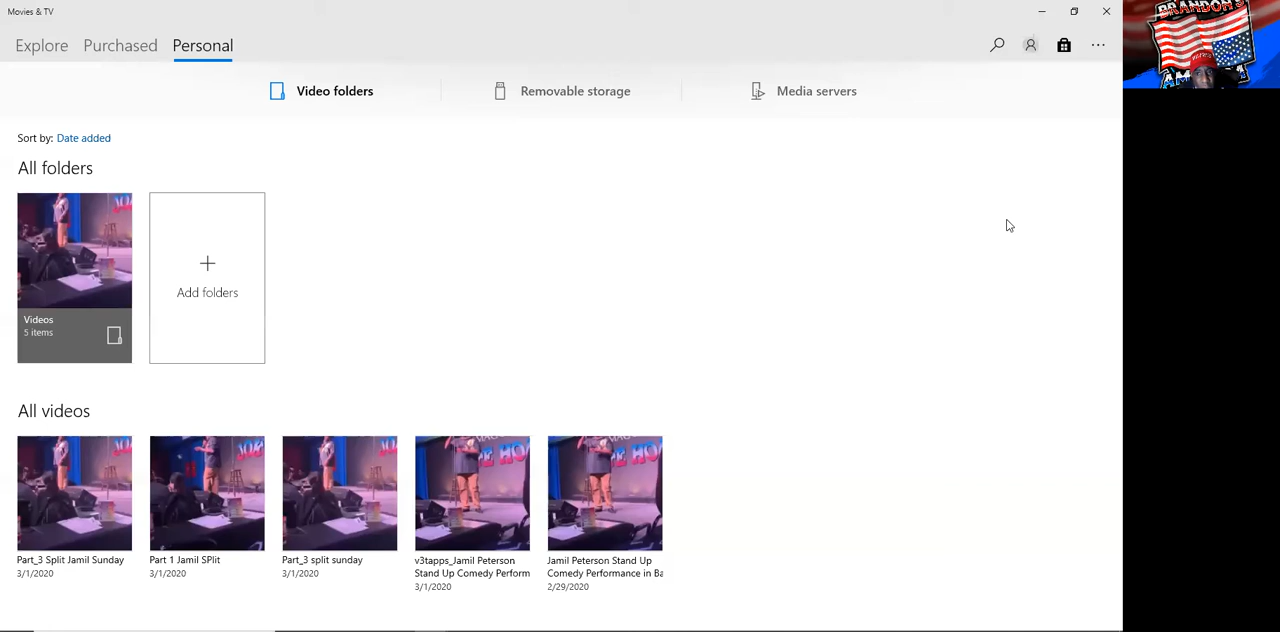 Movies & TV
Explore Purchased Personal
Video folders Removable storage Media servers
Sort by: Date added
All folders
Videos
5 items
Add folders
All videos
Part_3 Split Jamil Sunday
3/1/2020
Part 1 Jamil SPlit
3/1/2020
Part_3 split sunday
3/1/2020
v3tapps_Jamil Peterson
Stand Up Comedy Perform
3/1/2020
Jamil Peterson Stand Up
Comedy Performance in Ba
2/29/2020
BRANDON'S